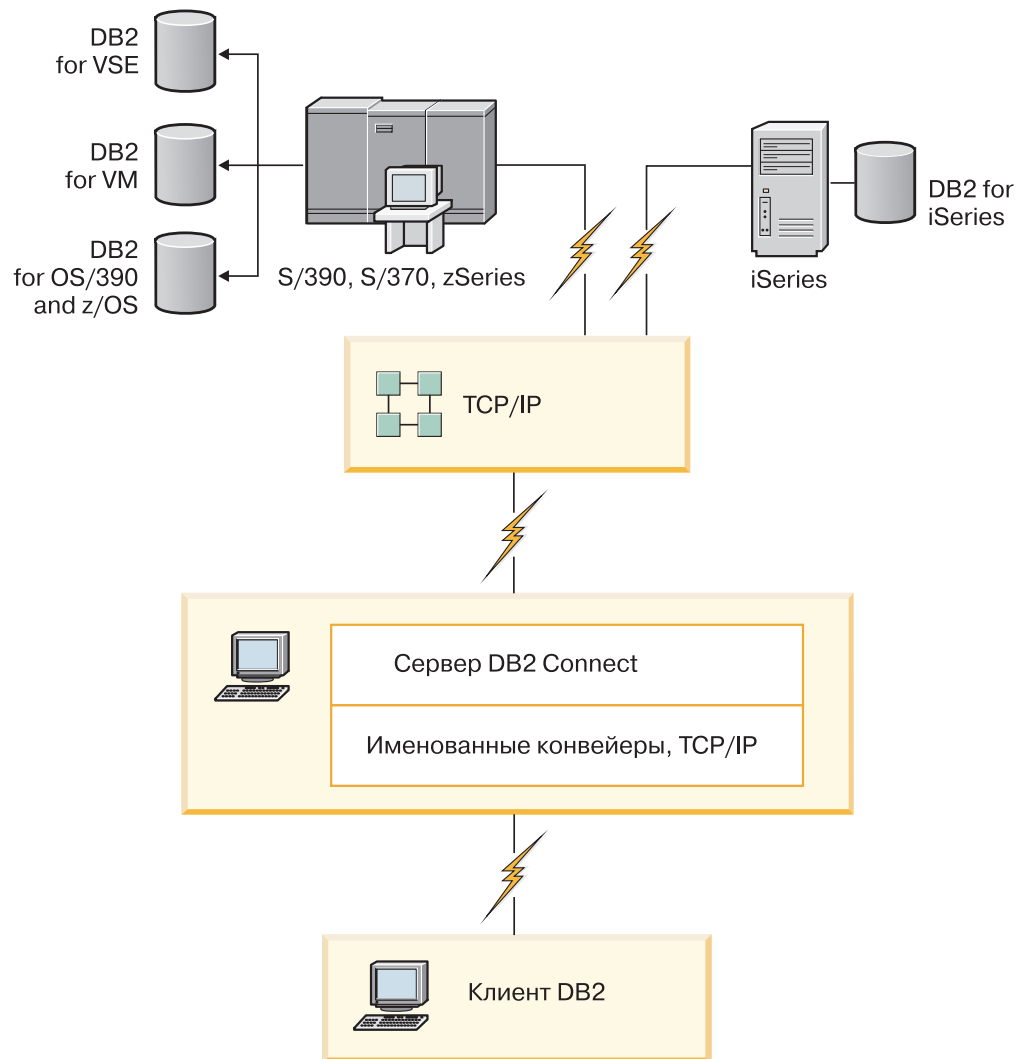 DB2
for VSE
DB2
for VM
DB2
for OS/390
and z/OS
S/390, S/370, zSeries
iSeries
DB2 for
iSeries
TCP/IP
Сервер DB2 Connect
Именованные конвейеры, TCP/IP
Клиент DB2